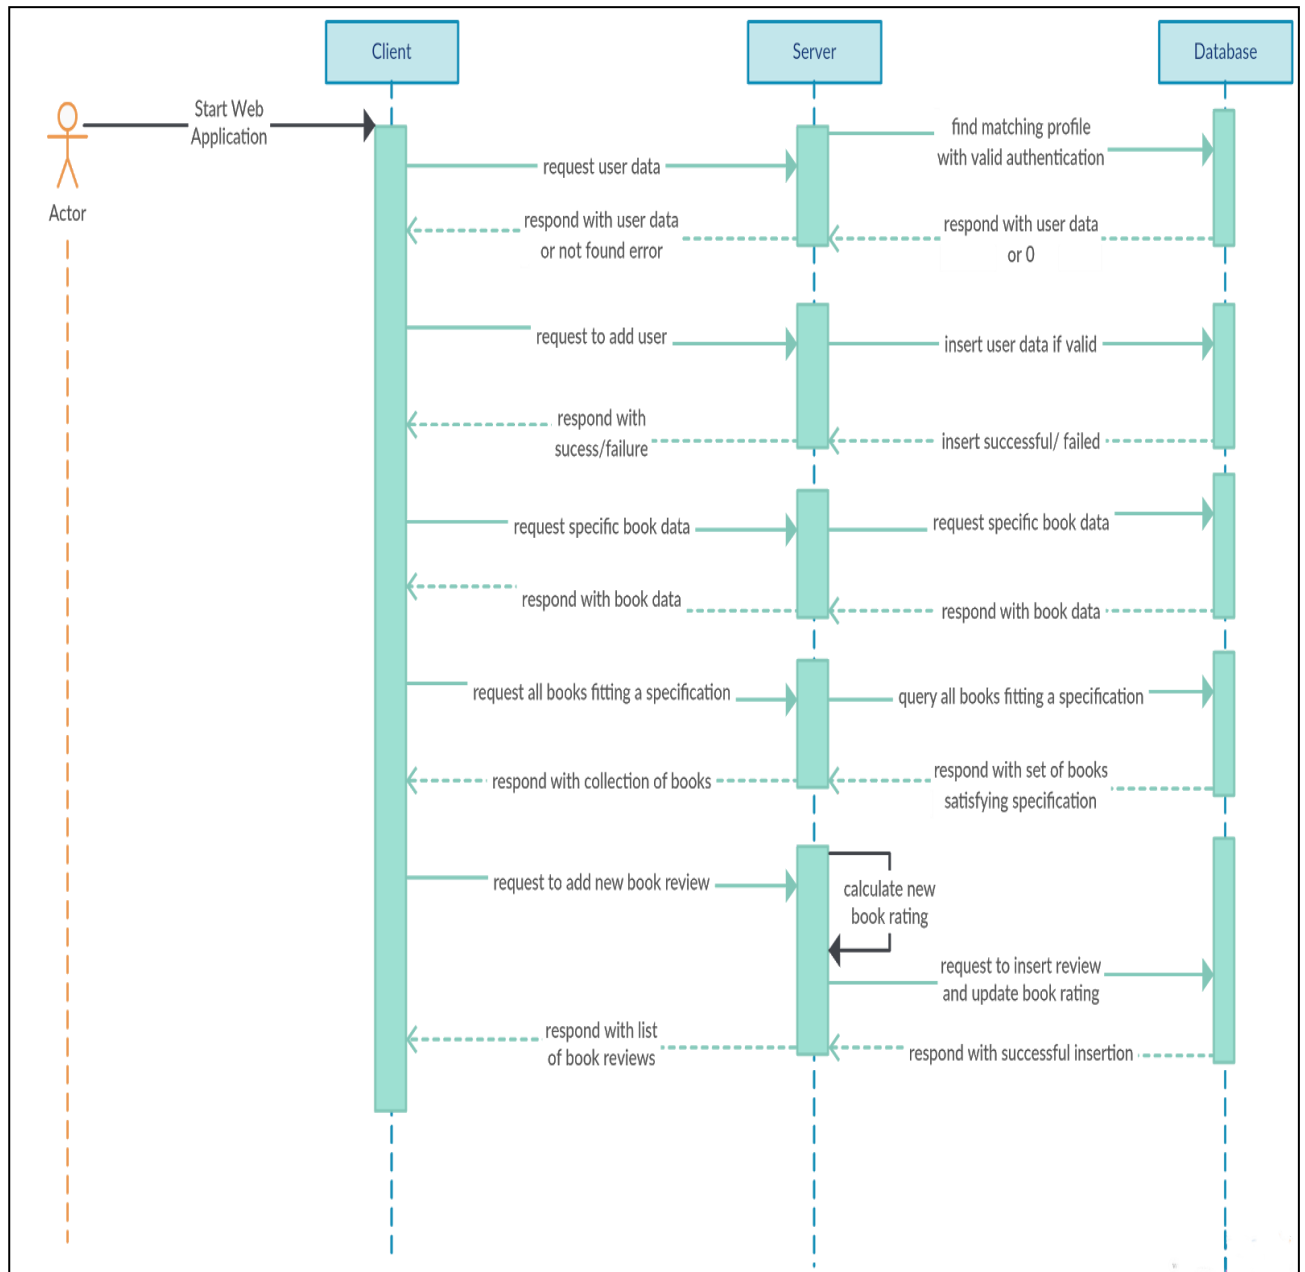 Client
Server
Database
Start Web
Application
Actor
find matching profile
with valid authentication
request user data
respond with user data
or not found error
respond with user data
or 0
request to add user
insert user data if valid
respond with
sucess/failure
insert successful/ failed
request specific book data
request specific book data
respond with book data
respond with book data
request all books fitting a specification
query all books fitting a specification
respond with collection of books
respond with set of books
satisfying specification
request to add new book review
calculate new
book rating
request to insert review
and update book rating
respond with list
of book reviews
respond with successful insertion